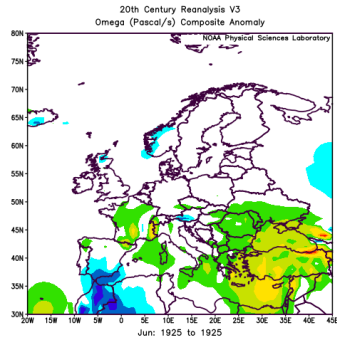 20th Century Reanalysis V3
Omega (Pascal/s) Composite Anomaly
NOAA Physical Sciences Laboratory
80N
75N
70N
65N
60N
55N
50N
45N
40N
35N
30N
20W 15W 10W 5W 0 5E 10E 15E 20E 25E 30E 35E 40E 45E
Jun: 1925 to 1925